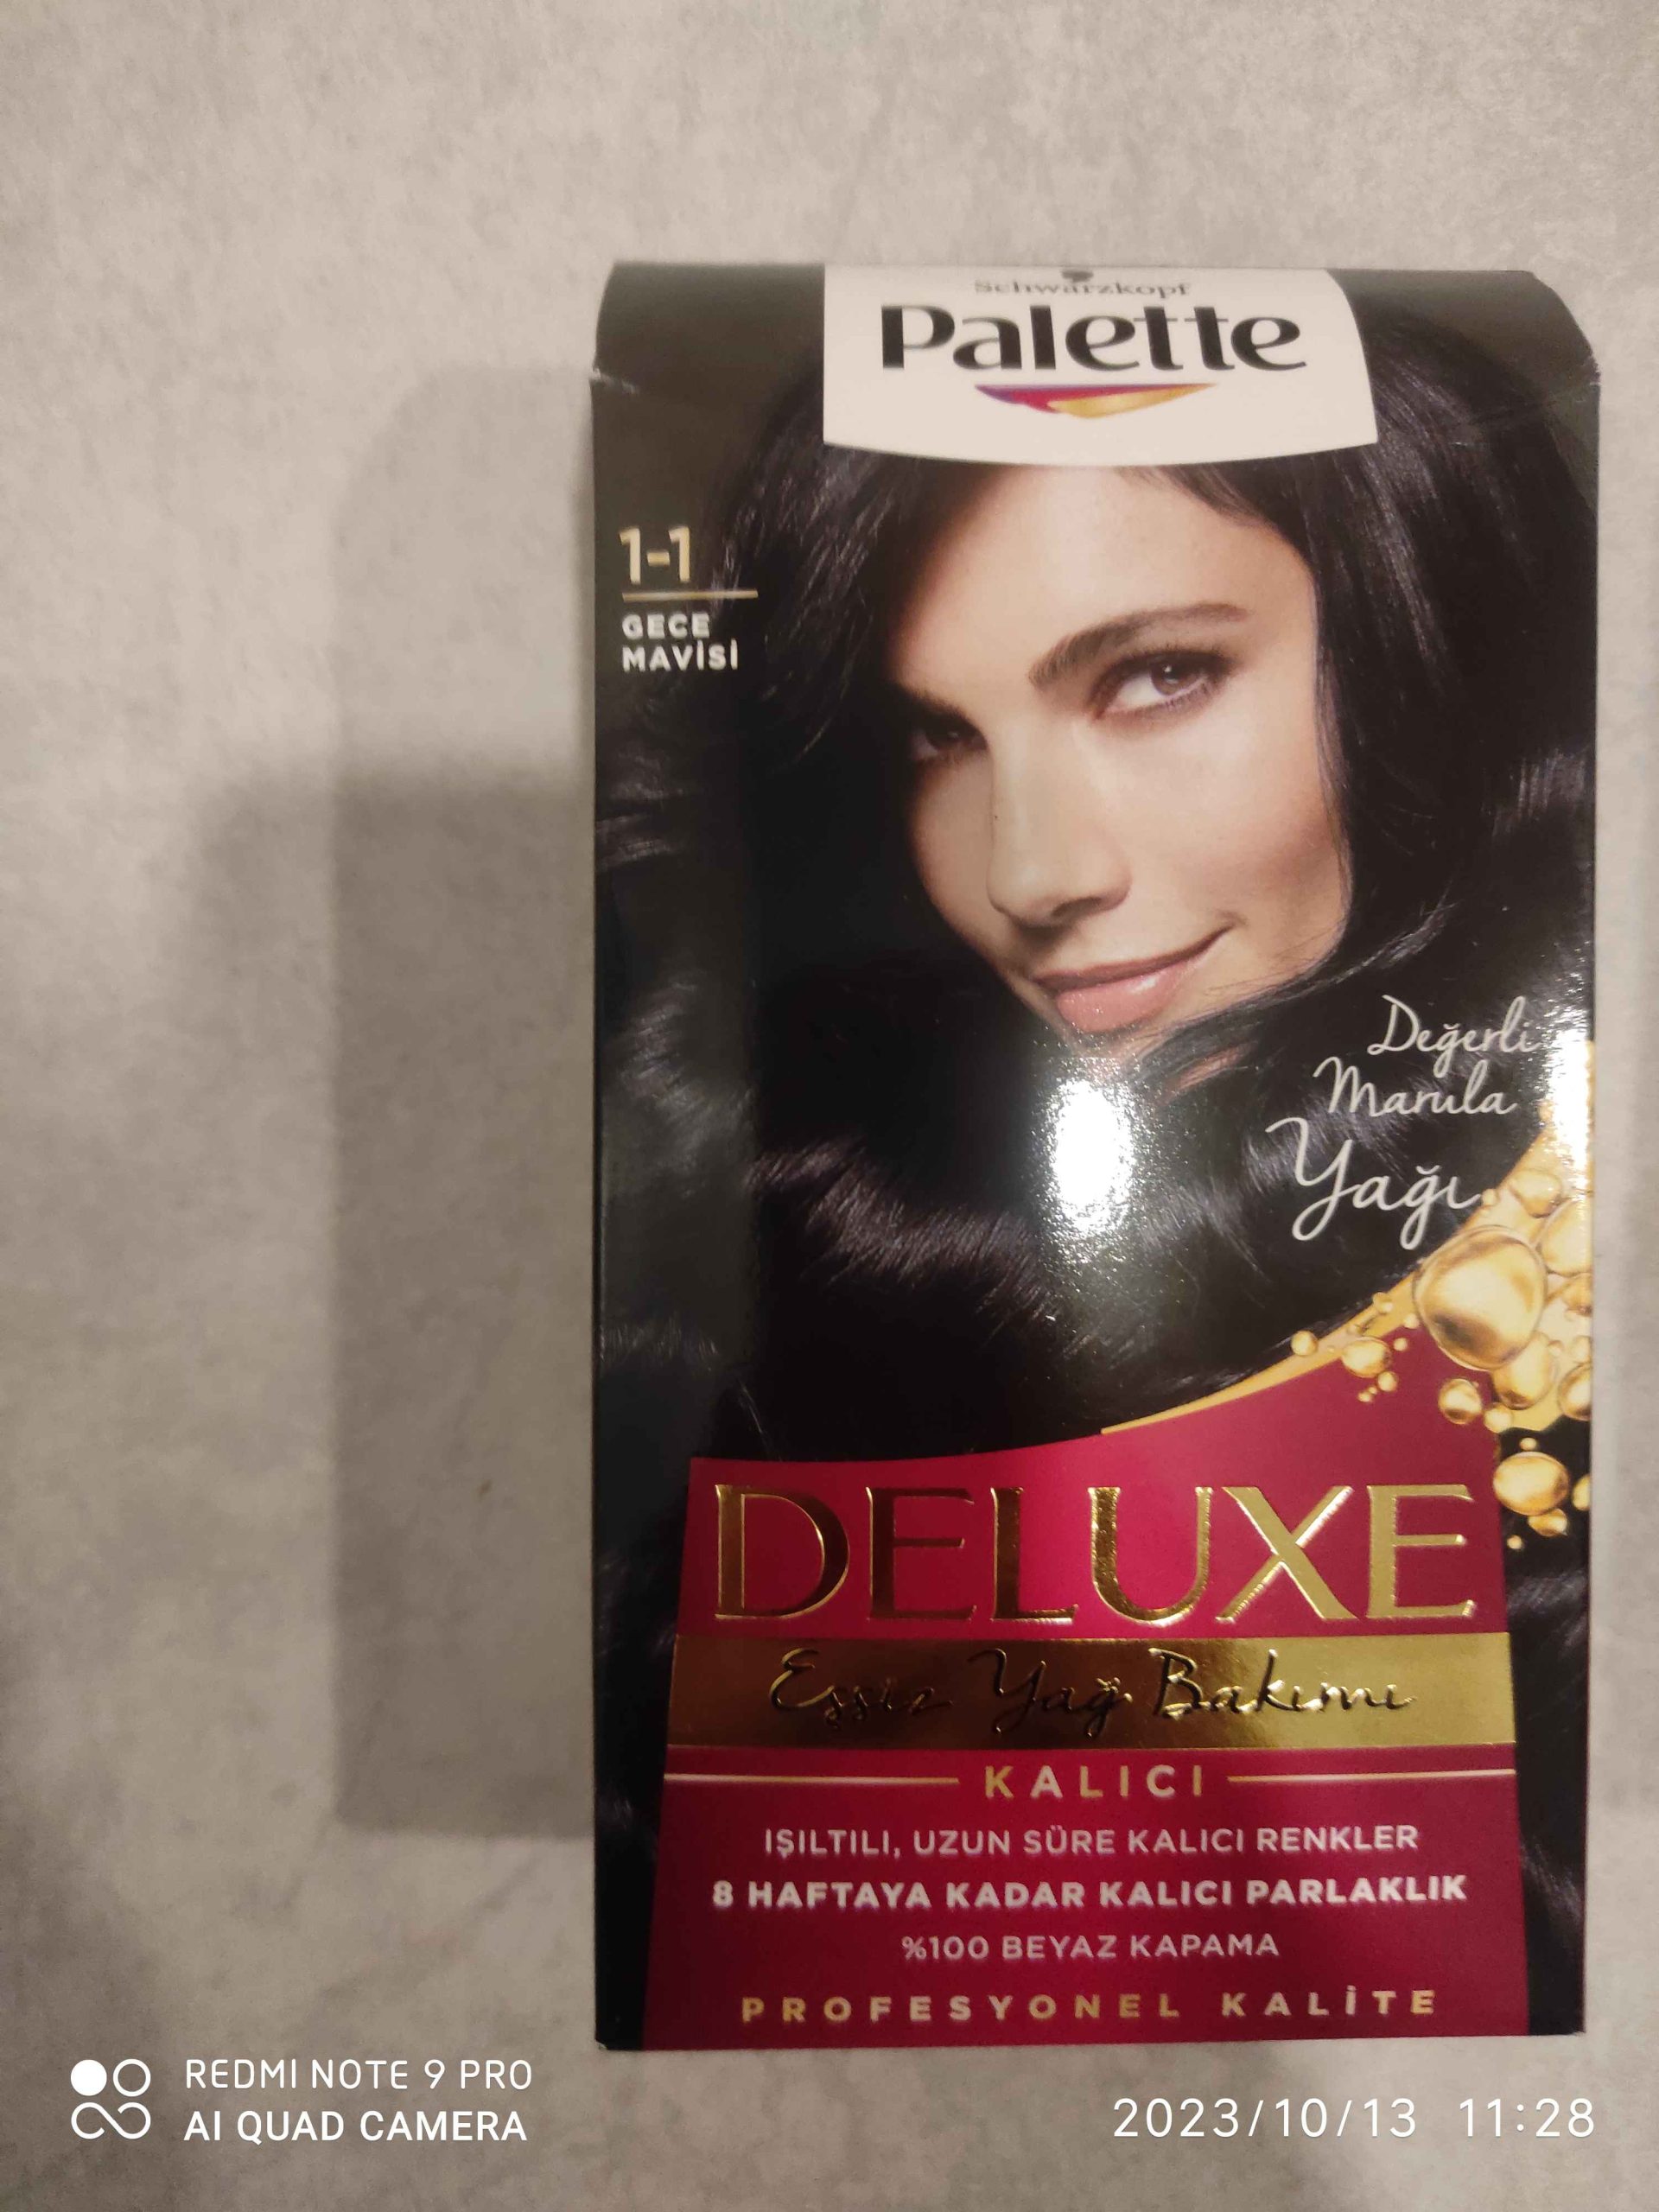 Schwarzkopf
Palette
1-1
GECE
MAVİSİ
Değerli
Marula
Yağı
DELUXE
Eşsiz Yağ Bakımı
KALICI
IŞILTILI, UZUN SÜRE KALICI RENKLER
8 HAFTAYA KADAR KALICI PARLAKLIK
%100 BEYAZ KAPAMA
PROFESYONEL KALİTE
REDMI NOTE 9 PRO
AI QUAD CAMERA
2023/10/13 11:28